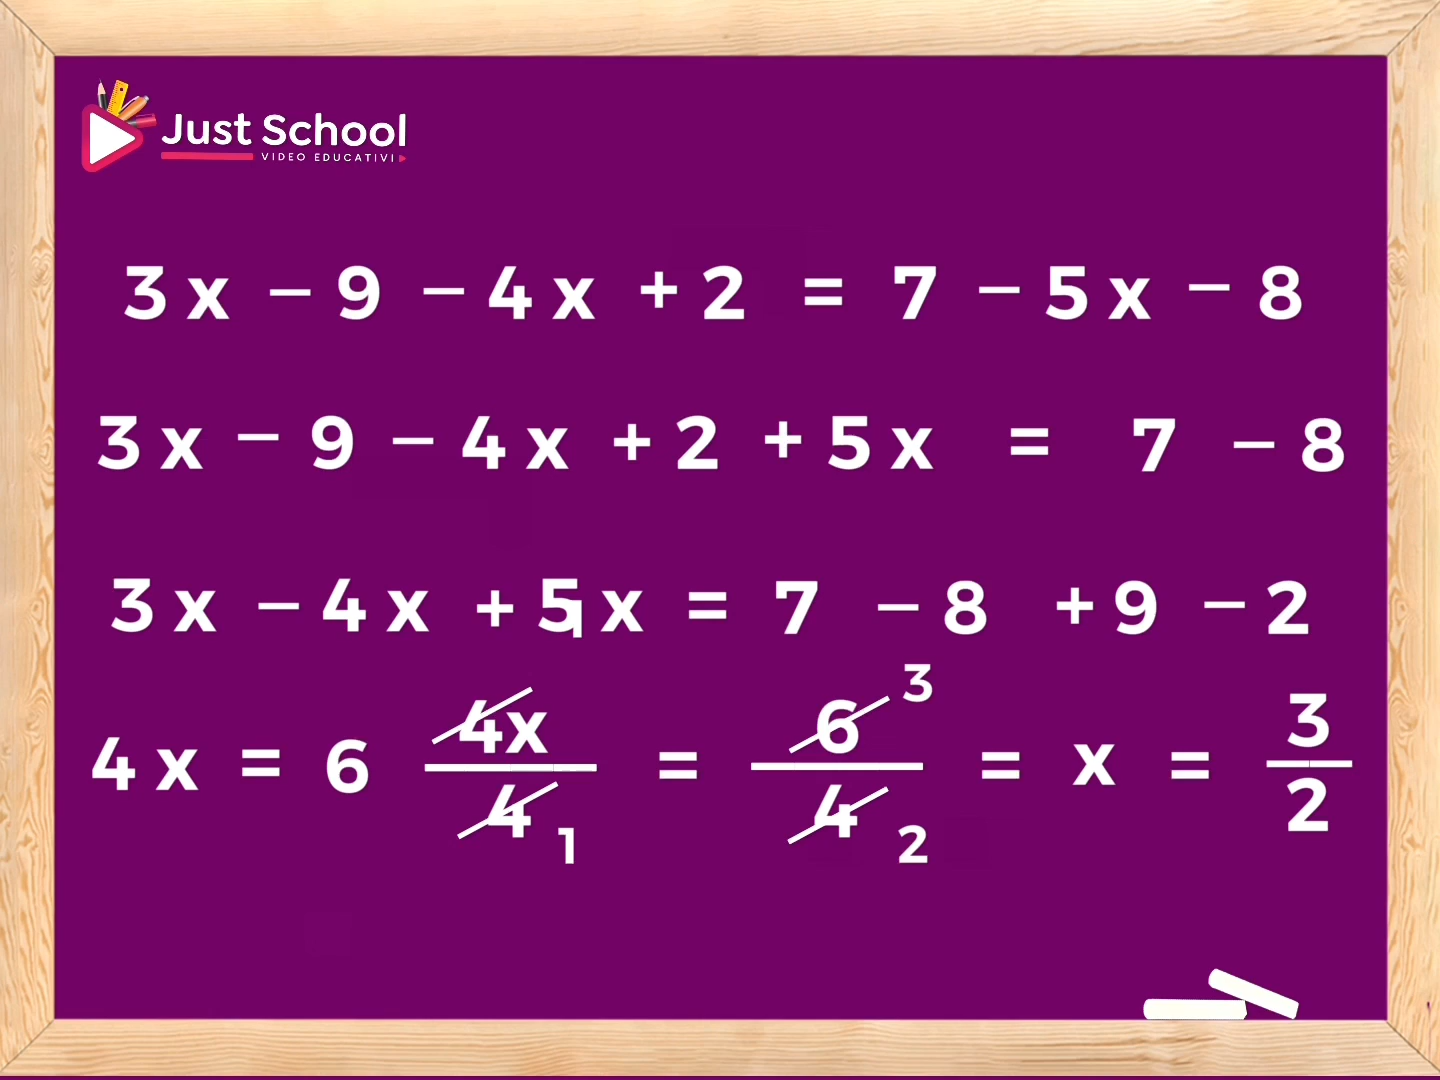 Just School
VIDEO EDUCATIVI
3x - 9 - 4x + 2 = 7 - 5x - 8
3x - 9 - 4x + 2 + 5x = 7 - 8
3x - 4x + 5x = 7 - 8 + 9 - 2
4x = 6 4x/4 1 = 6/4 3 2 = x = 3/2